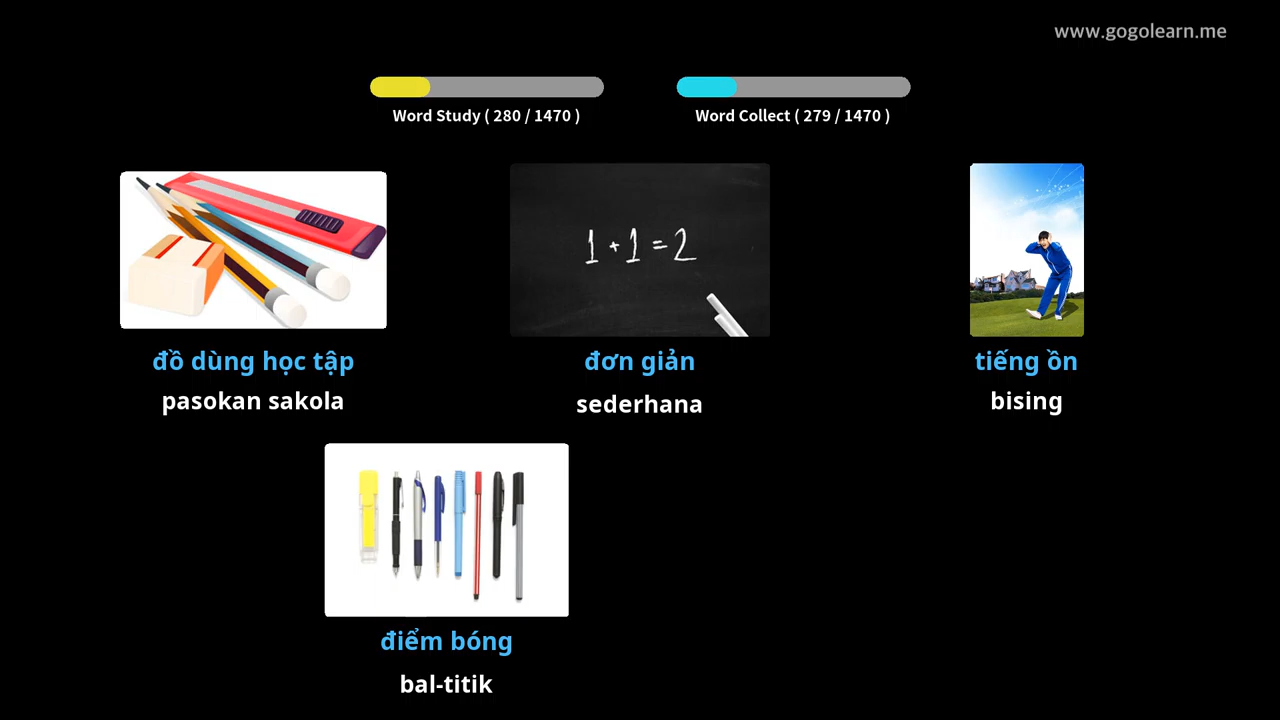 www.gogolearn.me
Word Study ( 280 / 1470 )
Word Collect ( 279 / 1470 )
1 + 1 = 2
đồ dùng học tập
pasokan sakola
đơn giản
sederhana
tiếng ồn
bising
điểm bóng
bal-titik